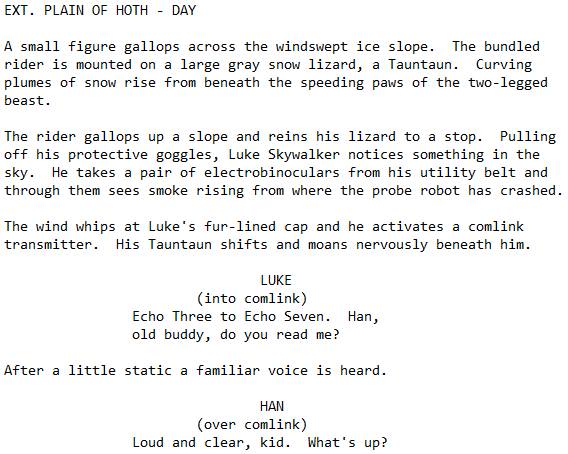 EXT. PLAIN OF HOTH - DAY
A small figure gallops across the windswept ice slope.  The bundled
rider is mounted on a large gray snow lizard, a Tauntaun.  Curving
plumes of snow rise from beneath the speeding paws of the two-legged
beast.
The rider gallops up a slope and reins his lizard to a stop.  Pulling
off his protective goggles, Luke Skywalker notices something in the
sky.  He takes a pair of electrobinoculars from his utility belt and
through them sees smoke rising from where the probe robot has crashed.
The wind whips at Luke's fur-lined cap and he activates a comlink
transmitter.  His Tauntaun shifts and moans nervously beneath him.
LUKE
(into comlink)
Echo Three to Echo Seven.  Han,
old buddy, do you read me?
After a little static a familiar voice is heard.
HAN
(over comlink)
Loud and clear, kid.  What's up?